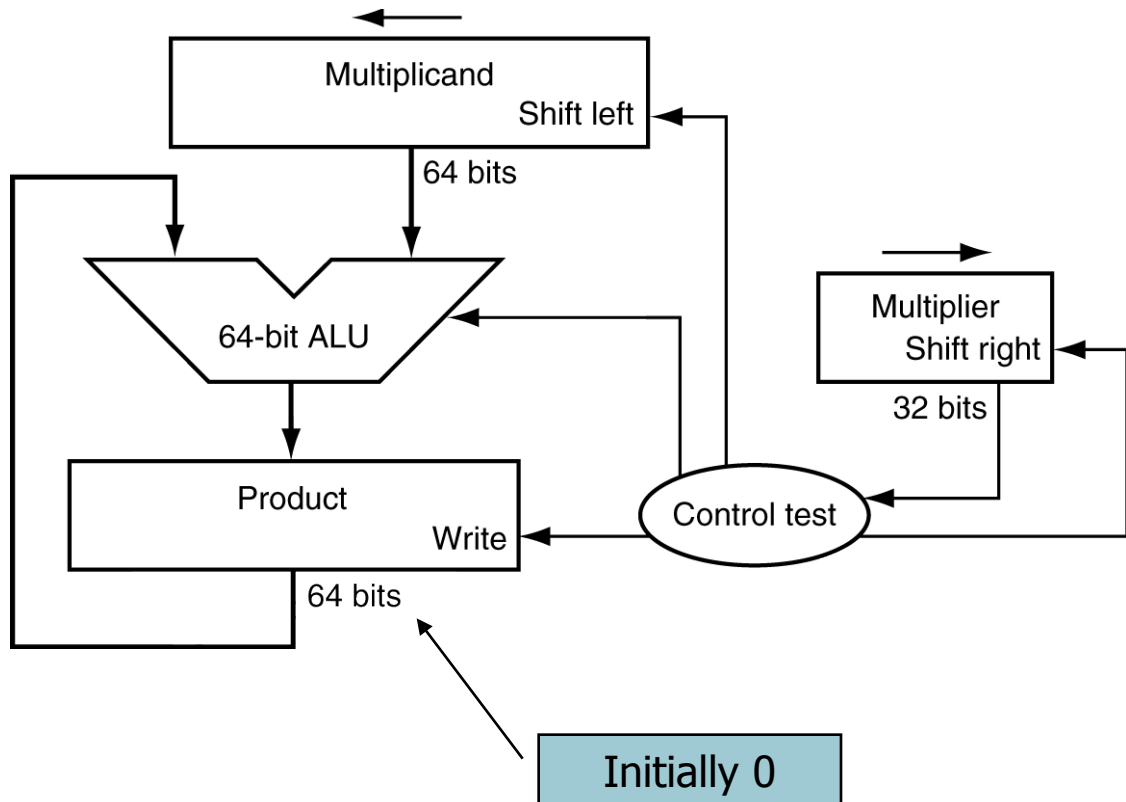 Multiplicand
Shift left
64 bits
64-bit ALU
Multiplier
Shift right
32 bits
Product
Write
Control test
64 bits
Initially 0